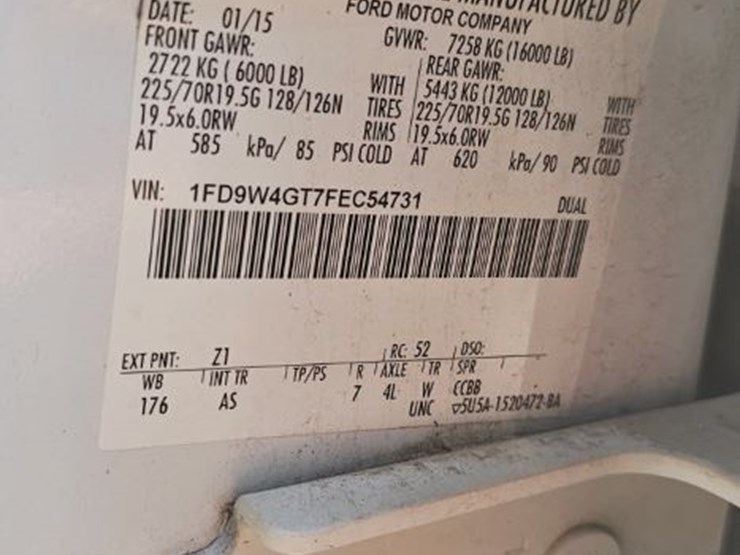 MANUFACTURED BY
DATE: 01/15 FORD MOTOR COMPANY
FRONT GAWR: GVWR: 7258 KG (16000 LB)
2722 KG ( 6000 LB) REAR GAWR:
WITH 5443 KG (12000 LB) WITH
225/70R19.5G 128/126N TIRES 225/70R19.5G 128/126N TIRES
19.5x6.0RW RIMS 19.5x6.0RW RIMS
AT 585 kPa/ 85 PSI COLD AT 620 kPa/ 90 PSI COLD
VIN: 1FD9W4GT7FEC54731 DUAL
EXT PNT: Z1 RC: 52 DSO:
WB INT TR TP/PS R AXLE TR SPR
176 AS 7 4L W CCBB
UNC 5U5A-1520472-BA